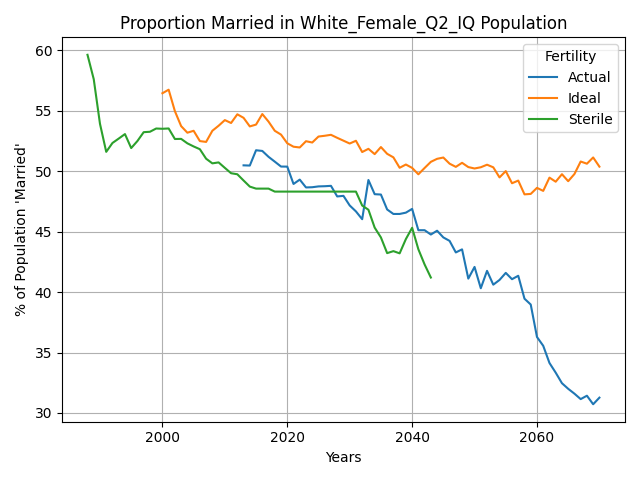 Proportion Married in White_Female_Q2_IQ Population
% of Population 'Married'
60
55
50
45
40
35
30
2000
2020
2040
2060
Years
Fertility
Actual
Ideal
Sterile